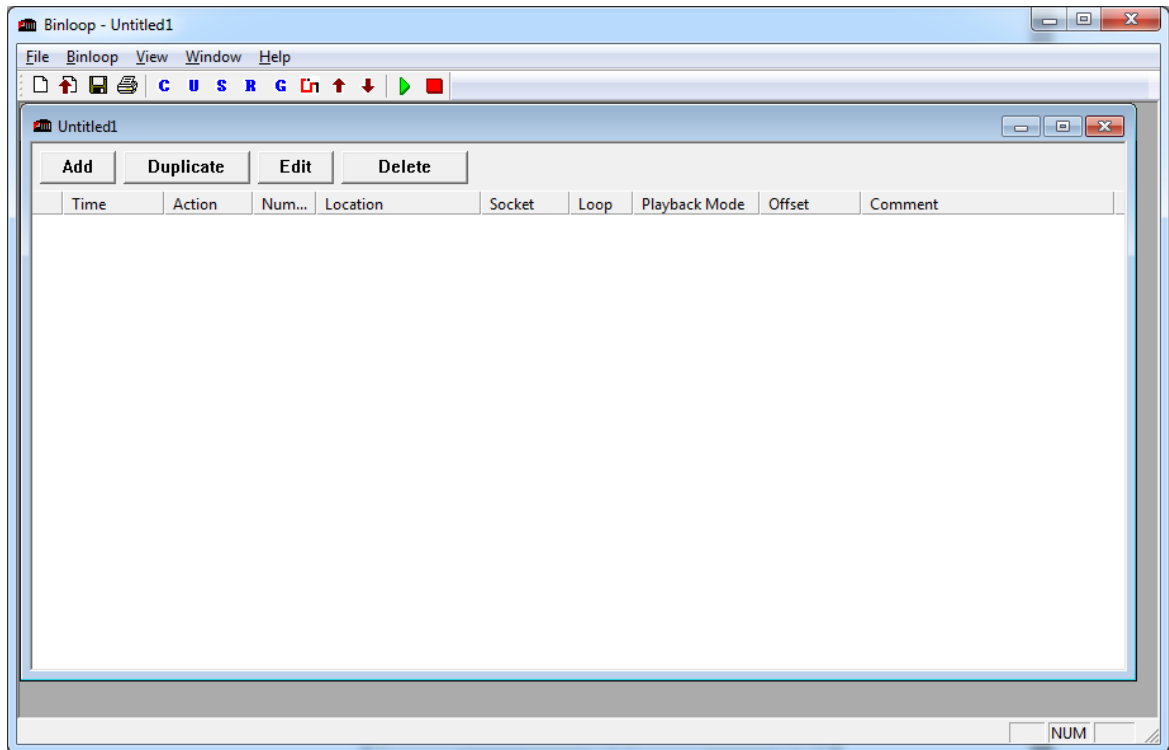 Binloop - Untitled1
File Binloop View Window Help
C U S R G
Untitled1
Add Duplicate Edit Delete
Time Action Num... Location Socket Loop Playback Mode Offset Comment
NUM